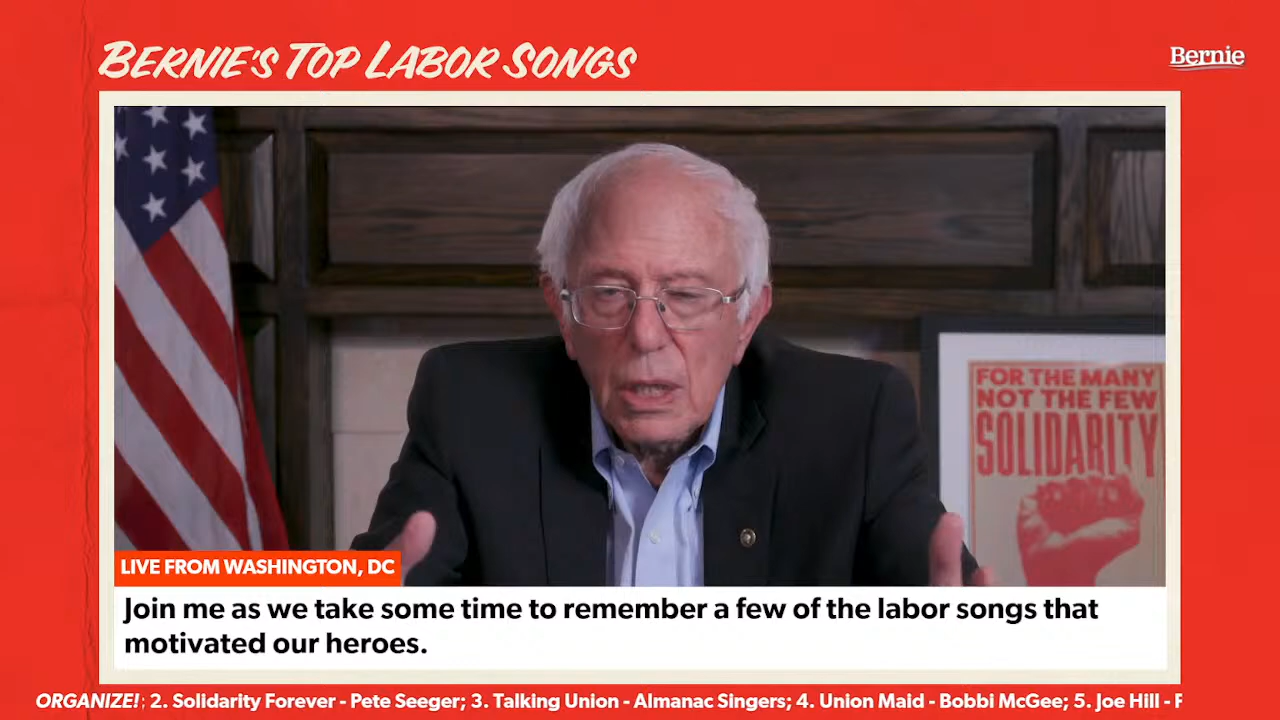 BERNIE'S TOP LABOR SONGS
Bernie
FOR THE MANY
NOT THE FEW
SOLIDARITY
LIVE FROM WASHINGTON, DC
Join me as we take some time to remember a few of the labor songs that
motivated our heroes.
ORGANIZE!; 2. Solidarity Forever - Pete Seeger; 3. Talking Union - Almanac Singers; 4. Union Maid - Bobbi McGee; 5. Joe Hill -